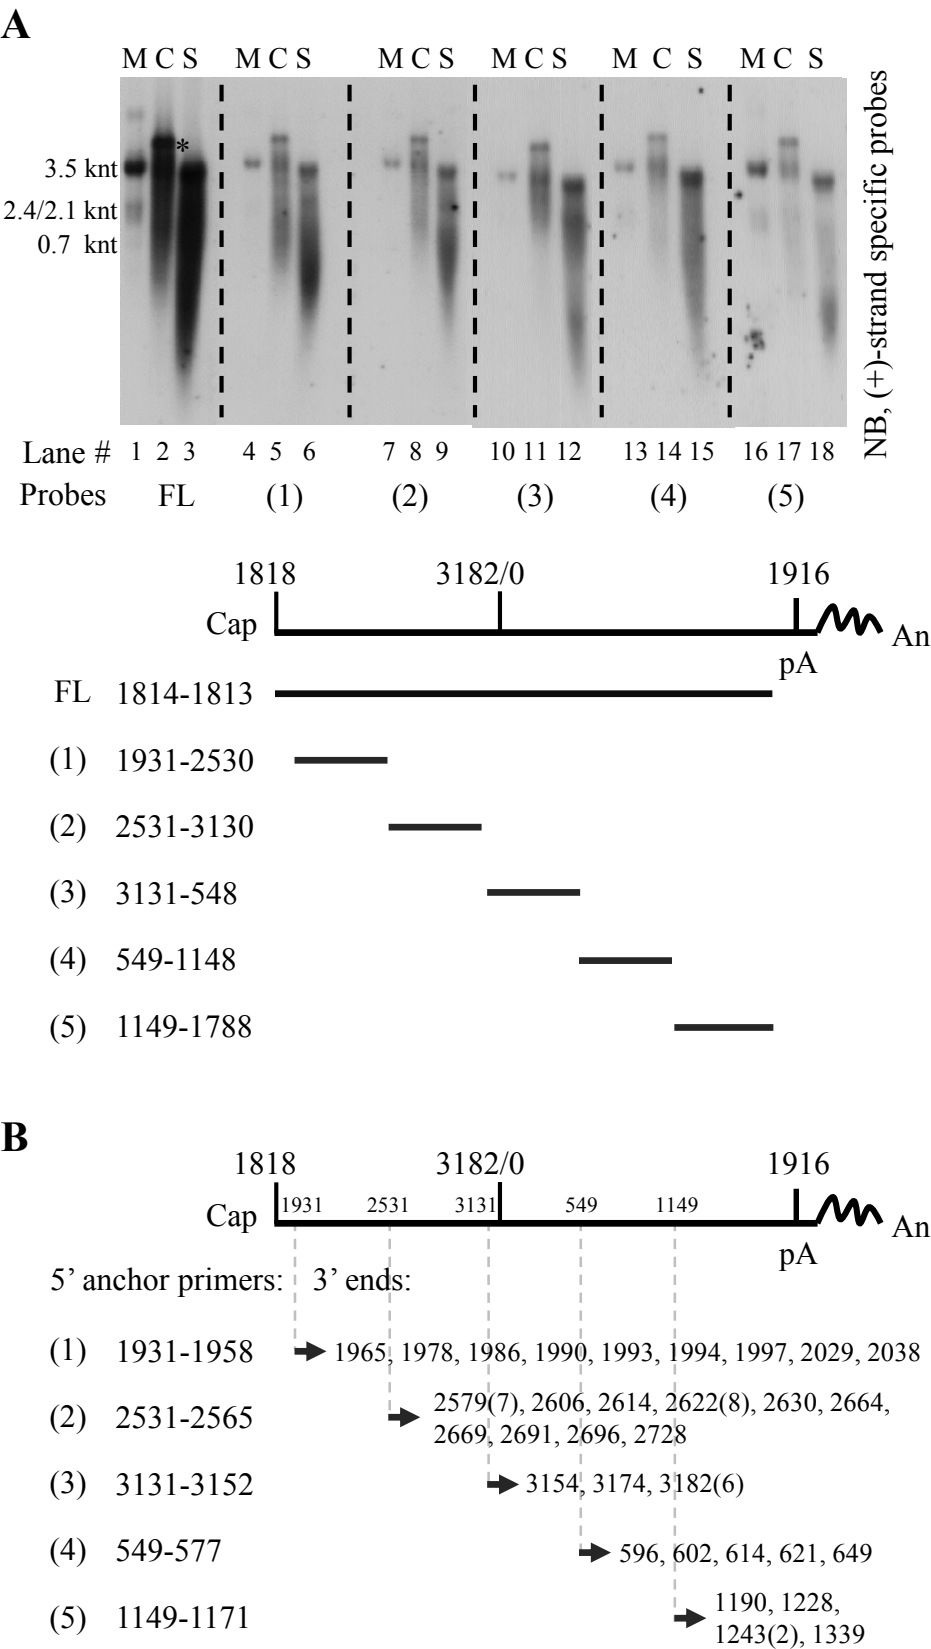 A
M C S M C S M C S M C S M C S M C S
*
3.5 knt
2.4/2.1 knt
0.7 knt
NB, (+)-strand specific probes
Lane # 1 2 3 4 5 6 7 8 9 10 11 12 13 14 15 16 17 18
Probes FL (1) (2) (3) (4) (5)
1818 3182/0 1916
Cap An
pA
FL 1814-1813
(1) 1931-2530
(2) 2531-3130
(3) 3131-548
(4) 549-1148
(5) 1149-1788
B
1818 3182/0 1916
1931 2531 3131 549 1149
Cap An
pA
5’ anchor primers: 3’ ends:
(1) 1931-1958 1965, 1978, 1986, 1990, 1993, 1994, 1997, 2029, 2038
(2) 2531-2565 2579(7), 2606, 2614, 2622(8), 2630, 2664,
2669, 2691, 2696, 2728
(3) 3131-3152 3154, 3174, 3182(6)
(4) 549-577 596, 602, 614, 621, 649
(5) 1149-1171 1190, 1228,
1243(2), 1339